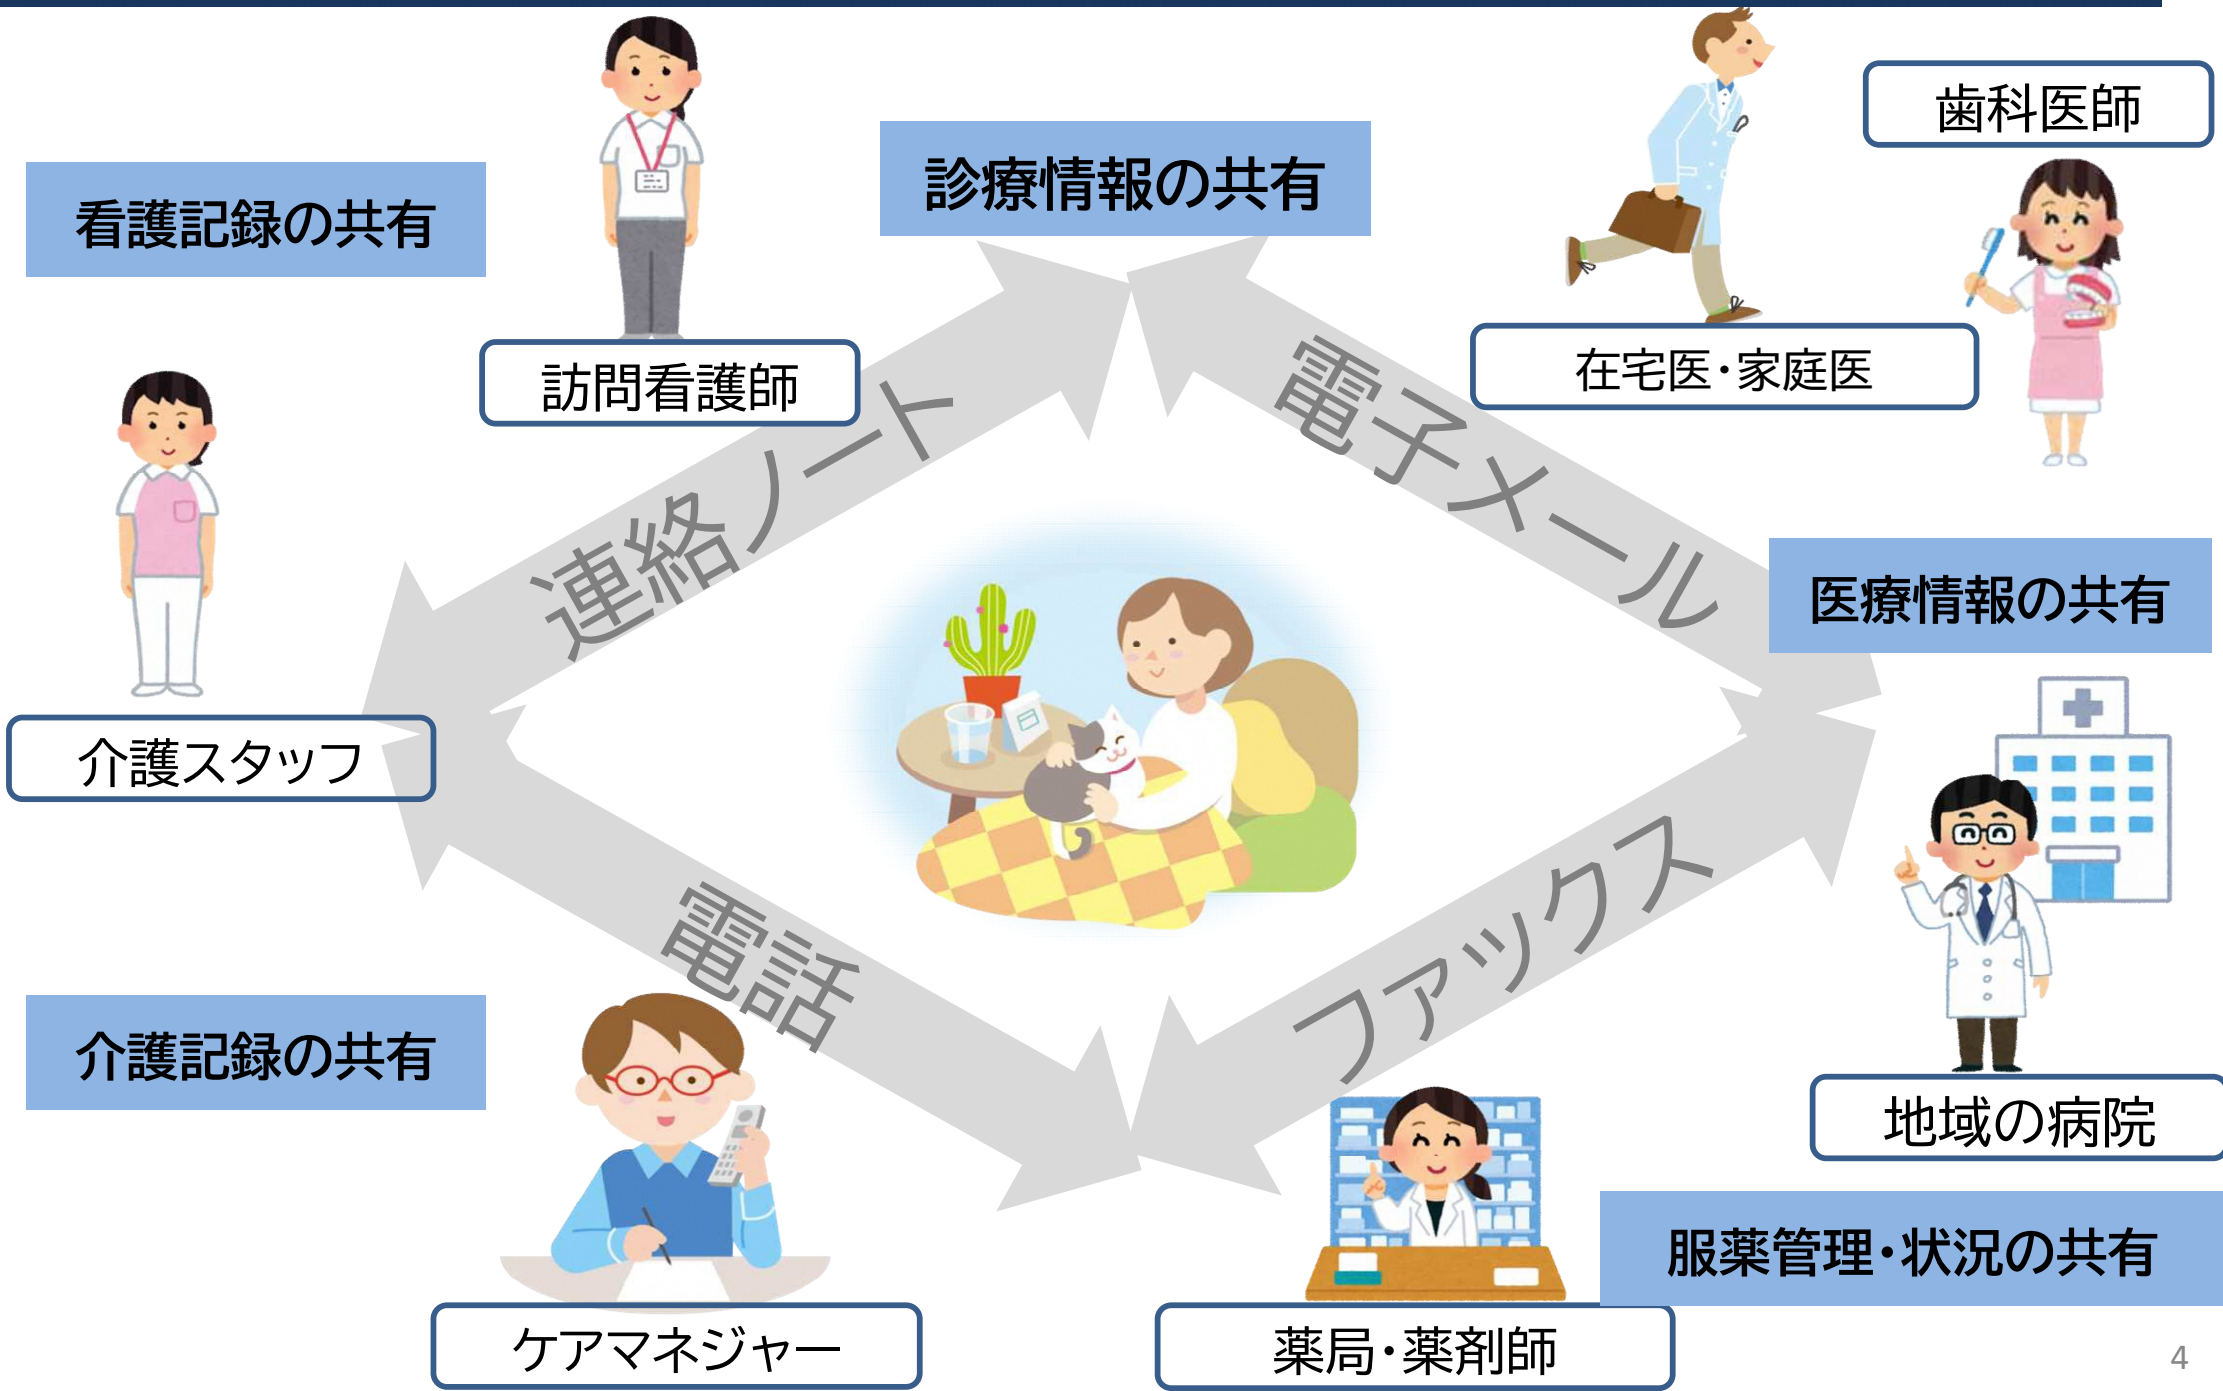 歯科医師
診療情報の共有
看護記録の共有
訪問看護師
在宅医・家庭医
連絡ノート
電子メール
医療情報の共有
介護スタッフ
電話
ファックス
介護記録の共有
地域の病院
服薬管理・状況の共有
ケアマネジャー
薬局・薬剤師
4